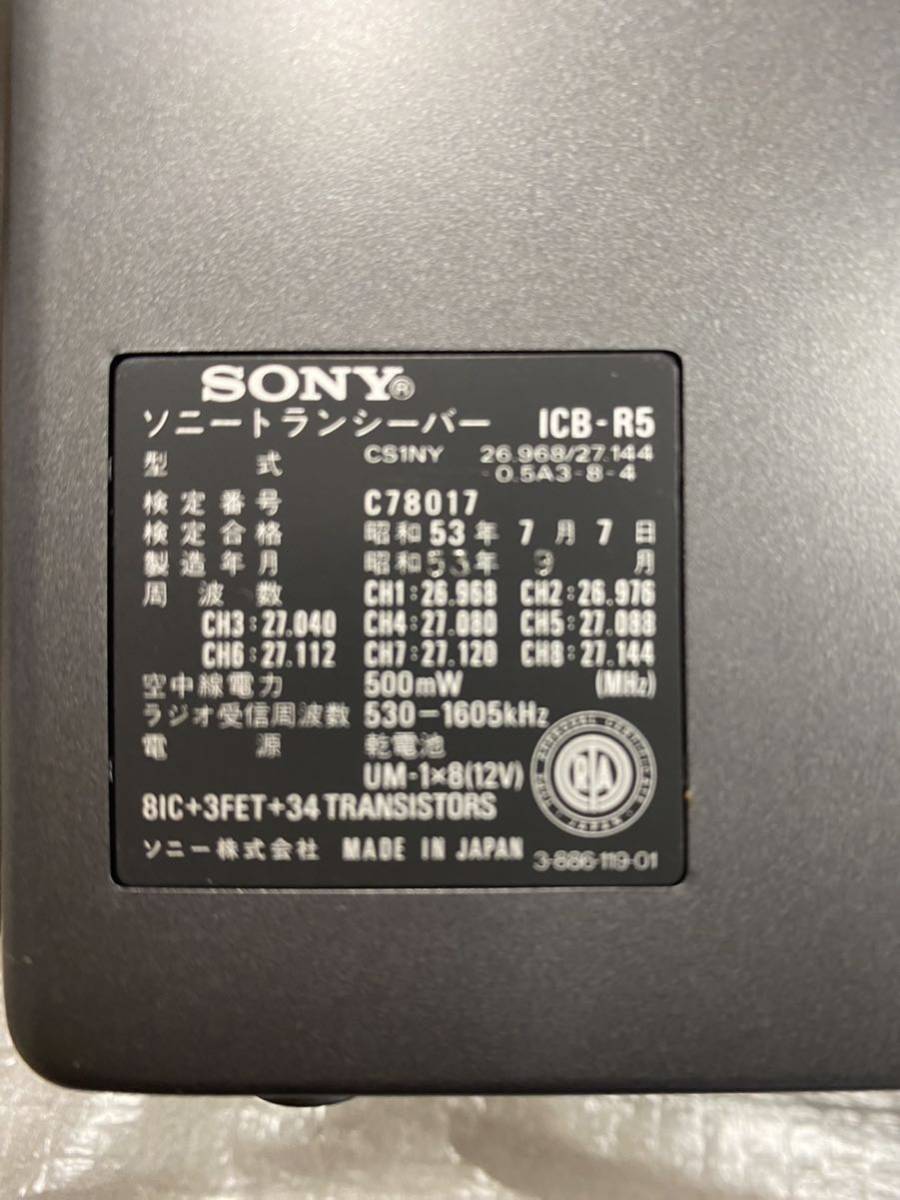 SONY®
ソニートランシーバー ICB-R5
型式 CS1NY 26.968/27.144
-0.5A3-8-4
検定番号 C78017
検定合格 昭和53年 7月 7日
製造年月 昭和53年 9 月
周波数 CH1:26.968 CH2:26.976
CH3:27.040 CH4:27.080 CH5:27.088
CH6:27.112 CH7:27.120 CH8:27.144
空中線電力 500mW (MHz)
ラジオ受信周波数 530-1605kHz
電源 乾電池
UM-1×8(12V)
8IC+3FET+34 TRANSISTORS
ソニー株式会社 MADE IN JAPAN 3-886-119-01